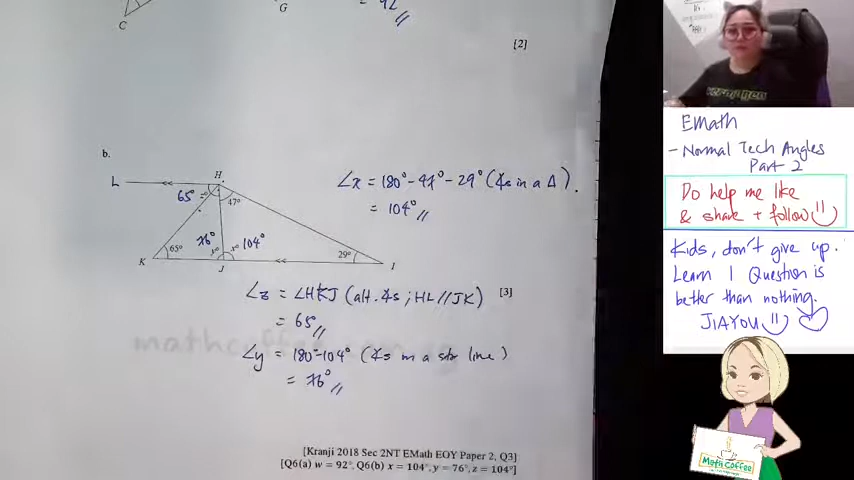 C
G
= 92°//
[2]
b.
L
H
65°
47°
76°
104°
65°
y°
x°
29°
K
J
I
∠x = 180° - 47° - 29° (∠s in a Δ).
= 104°//
∠z = ∠HKJ (alt. ∠s ; HL//JK)
[3]
= 65°//
∠y = 180° - 104° (∠s in a str line)
= 76°//
mathcoffee
[Kranji 2018 Sec 2NT EMath EOY Paper 2, Q3]
[Q6(a) w = 92°, Q6(b) x = 104°, y = 76°, z = 104°]
EMath
- Normal Tech Angles
Part 2
Do help me like
& share + follow
Kids, don't give up.
Learn 1 Question is
better than nothing.
JIAYOU
Math Coffee